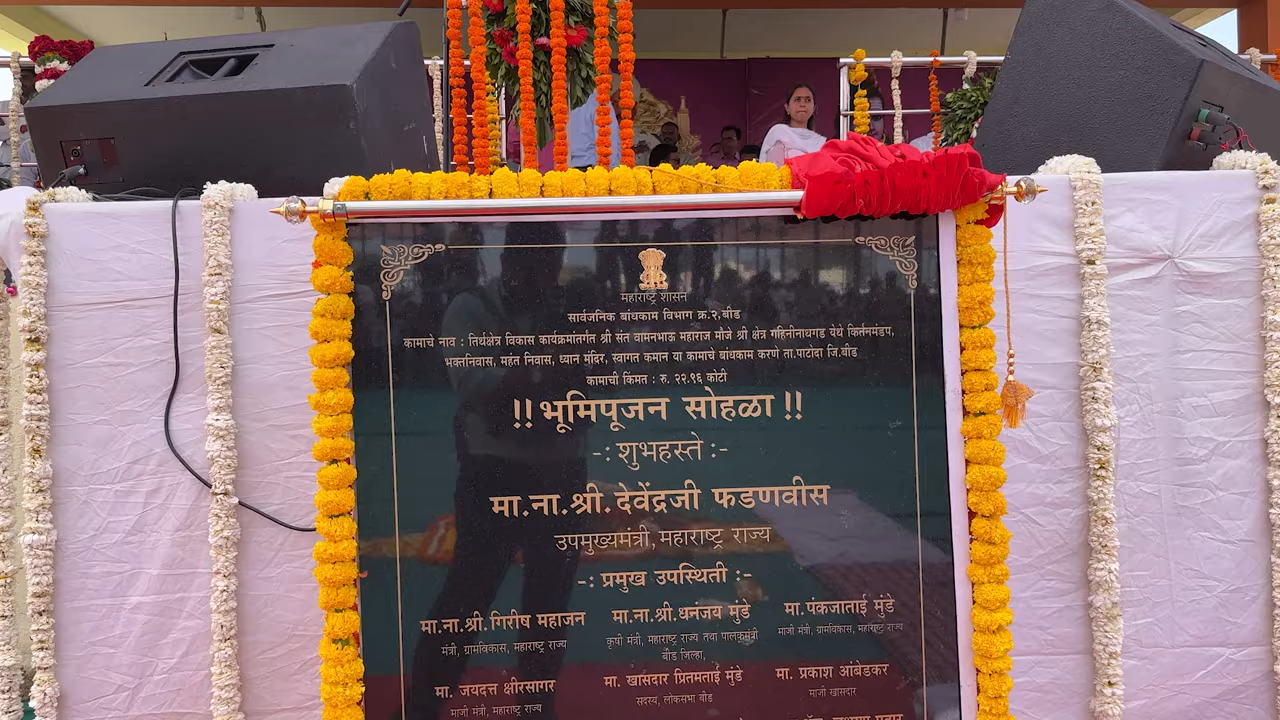 महाराष्ट्र शासन
सार्वजनिक बांधकाम विभाग क्र.२,बीड
कामाचे नाव : तिर्थक्षेत्र विकास कार्यक्रमांतर्गत श्री संत वामनभाऊ महाराज मौजे श्री क्षेत्र गहिनीनाथगड येथे किर्तनमंडप,
भक्तनिवास, महंत निवास, ध्यान मंदिर, स्वागत कमान या कामाचे बांधकाम करणे ता.पाटोदा जि.बीड
कामाची किंमत : रु. २२.९६ कोटी
!! भूमिपूजन सोहळा !!
-: शुभहस्ते :-
मा.ना.श्री.देवेंद्रजी फडणवीस
उपमुख्यमंत्री,महाराष्ट्र राज्य
-: प्रमुख उपस्थिती :-
मा.ना.श्री.गिरीष महाजन मा.ना.श्री.धनंजय मुंडे मा.पंकजाताई मुंडे
मंत्री, ग्रामविकास, महाराष्ट्र राज्य कृषी मंत्री, महाराष्ट्र राज्य तथा पालकमंत्री माजी मंत्री, ग्रामविकास, महाराष्ट्र राज्य
बीड जिल्हा,
मा. जयदत्त क्षीरसागर मा. खासदार प्रितमताई मुंडे मा. प्रकाश आंबेडकर
माजी मंत्री, महाराष्ट्र राज्य सदस्य, लोकसभा बीड माजी खासदार